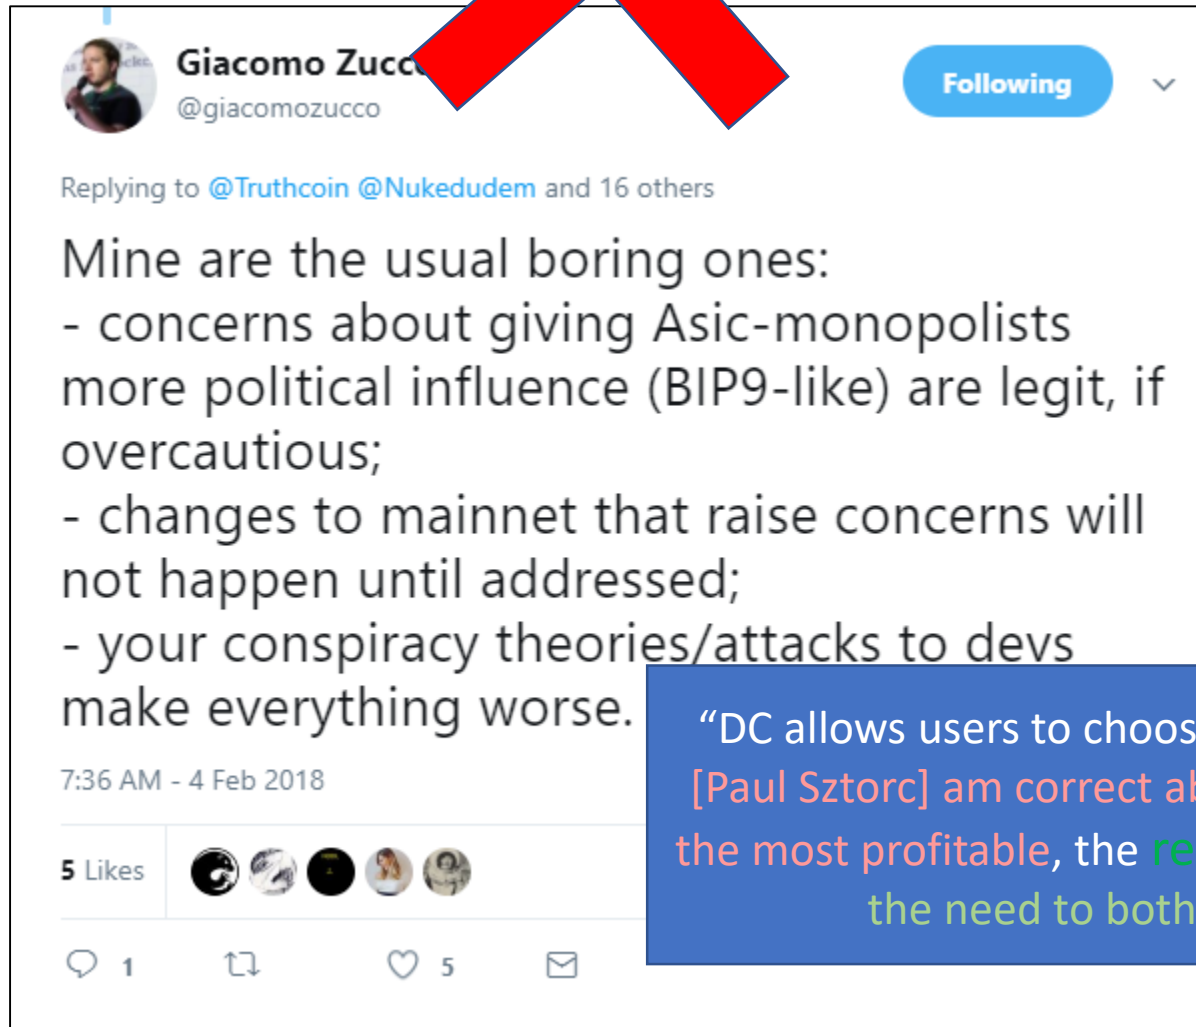 Giacomo Zucc
@giacomozucco
Following
Replying to @Truthcoin @Nukedudem and 16 others
Mine are the usual boring ones:
- concerns about giving Asic-monopolists
more political influence (BIP9-like) are legit, if
overcautious;
- changes to mainnet that raise concerns will
not happen until addressed;
- your conspiracy theories/attacks to devs
make everything worse.
7:36 AM - 4 Feb 2018
5 Likes
1
5
“DC allows users to choos
[Paul Sztorc] am correct ab
the most profitable, the re
the need to both